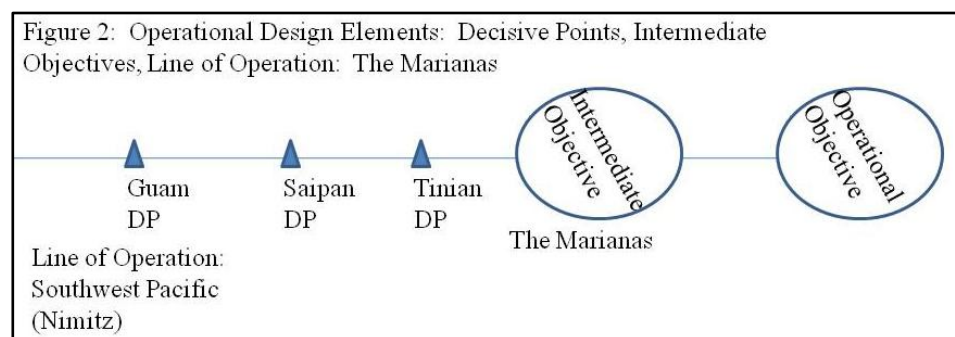 Figure 2:  Operational Design Elements:  Decisive Points, Intermediate
Objectives, Line of Operation:  The Marianas
Intermediate
Objective
Operational
Objective
Guam
DP
Saipan
DP
Tinian
DP
The Marianas
Line of Operation:
Southwest Pacific
(Nimitz)